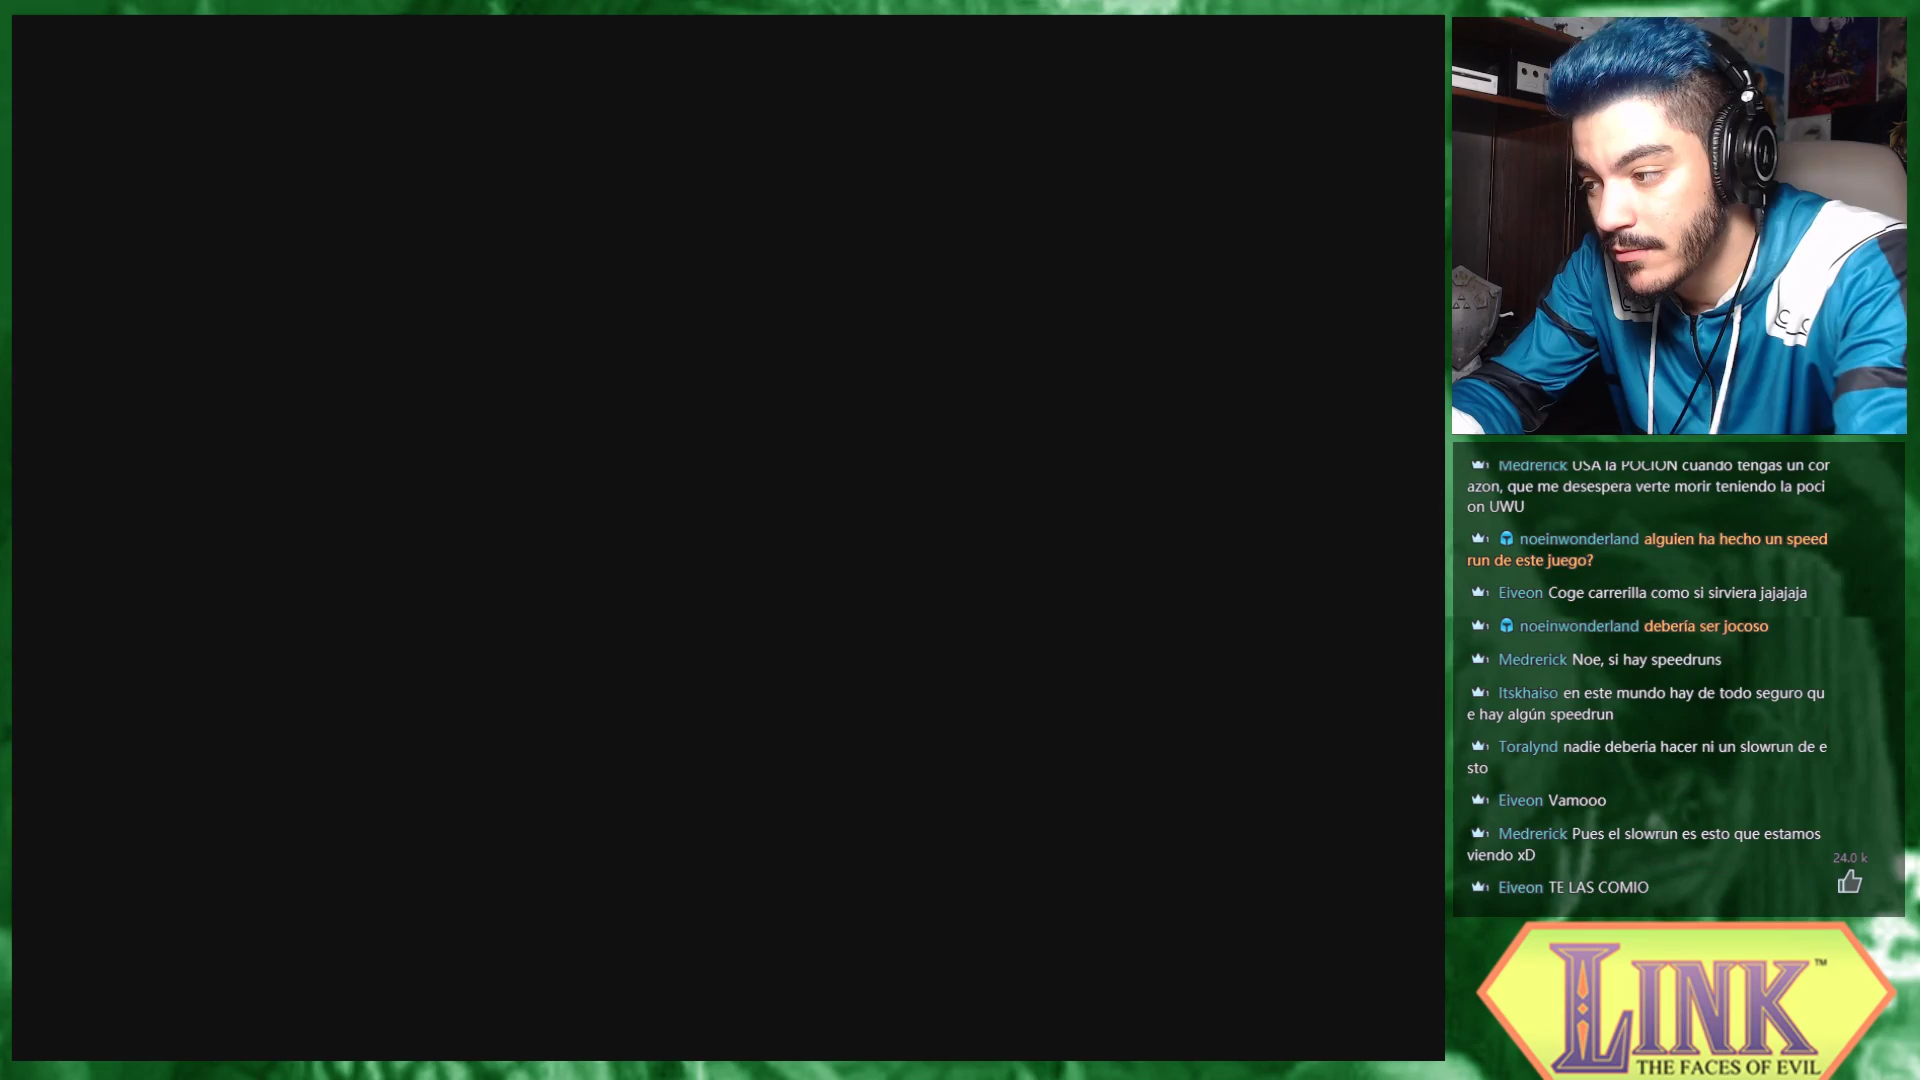 Medrerick USA la POCION cuando tengas un cor
azon, que me desespera verte morir teniendo la poci
on UWU
noeinwonderland alguien ha hecho un speed
run de este juego?
Eiveon Coge carrerilla como si sirviera jajajaja
noeinwonderland debería ser jocoso
Medrerick Noe, si hay speedruns
Itskhaiso en este mundo hay de todo seguro qu
e hay algún speedrun
Toralynd nadie deberia hacer ni un slowrun de e
sto
Eiveon Vamooo
Medrerick Pues el slowrun es esto que estamos
viendo xD
24.0 k
Eiveon TE LAS COMIO
LINK™
THE FACES OF EVIL